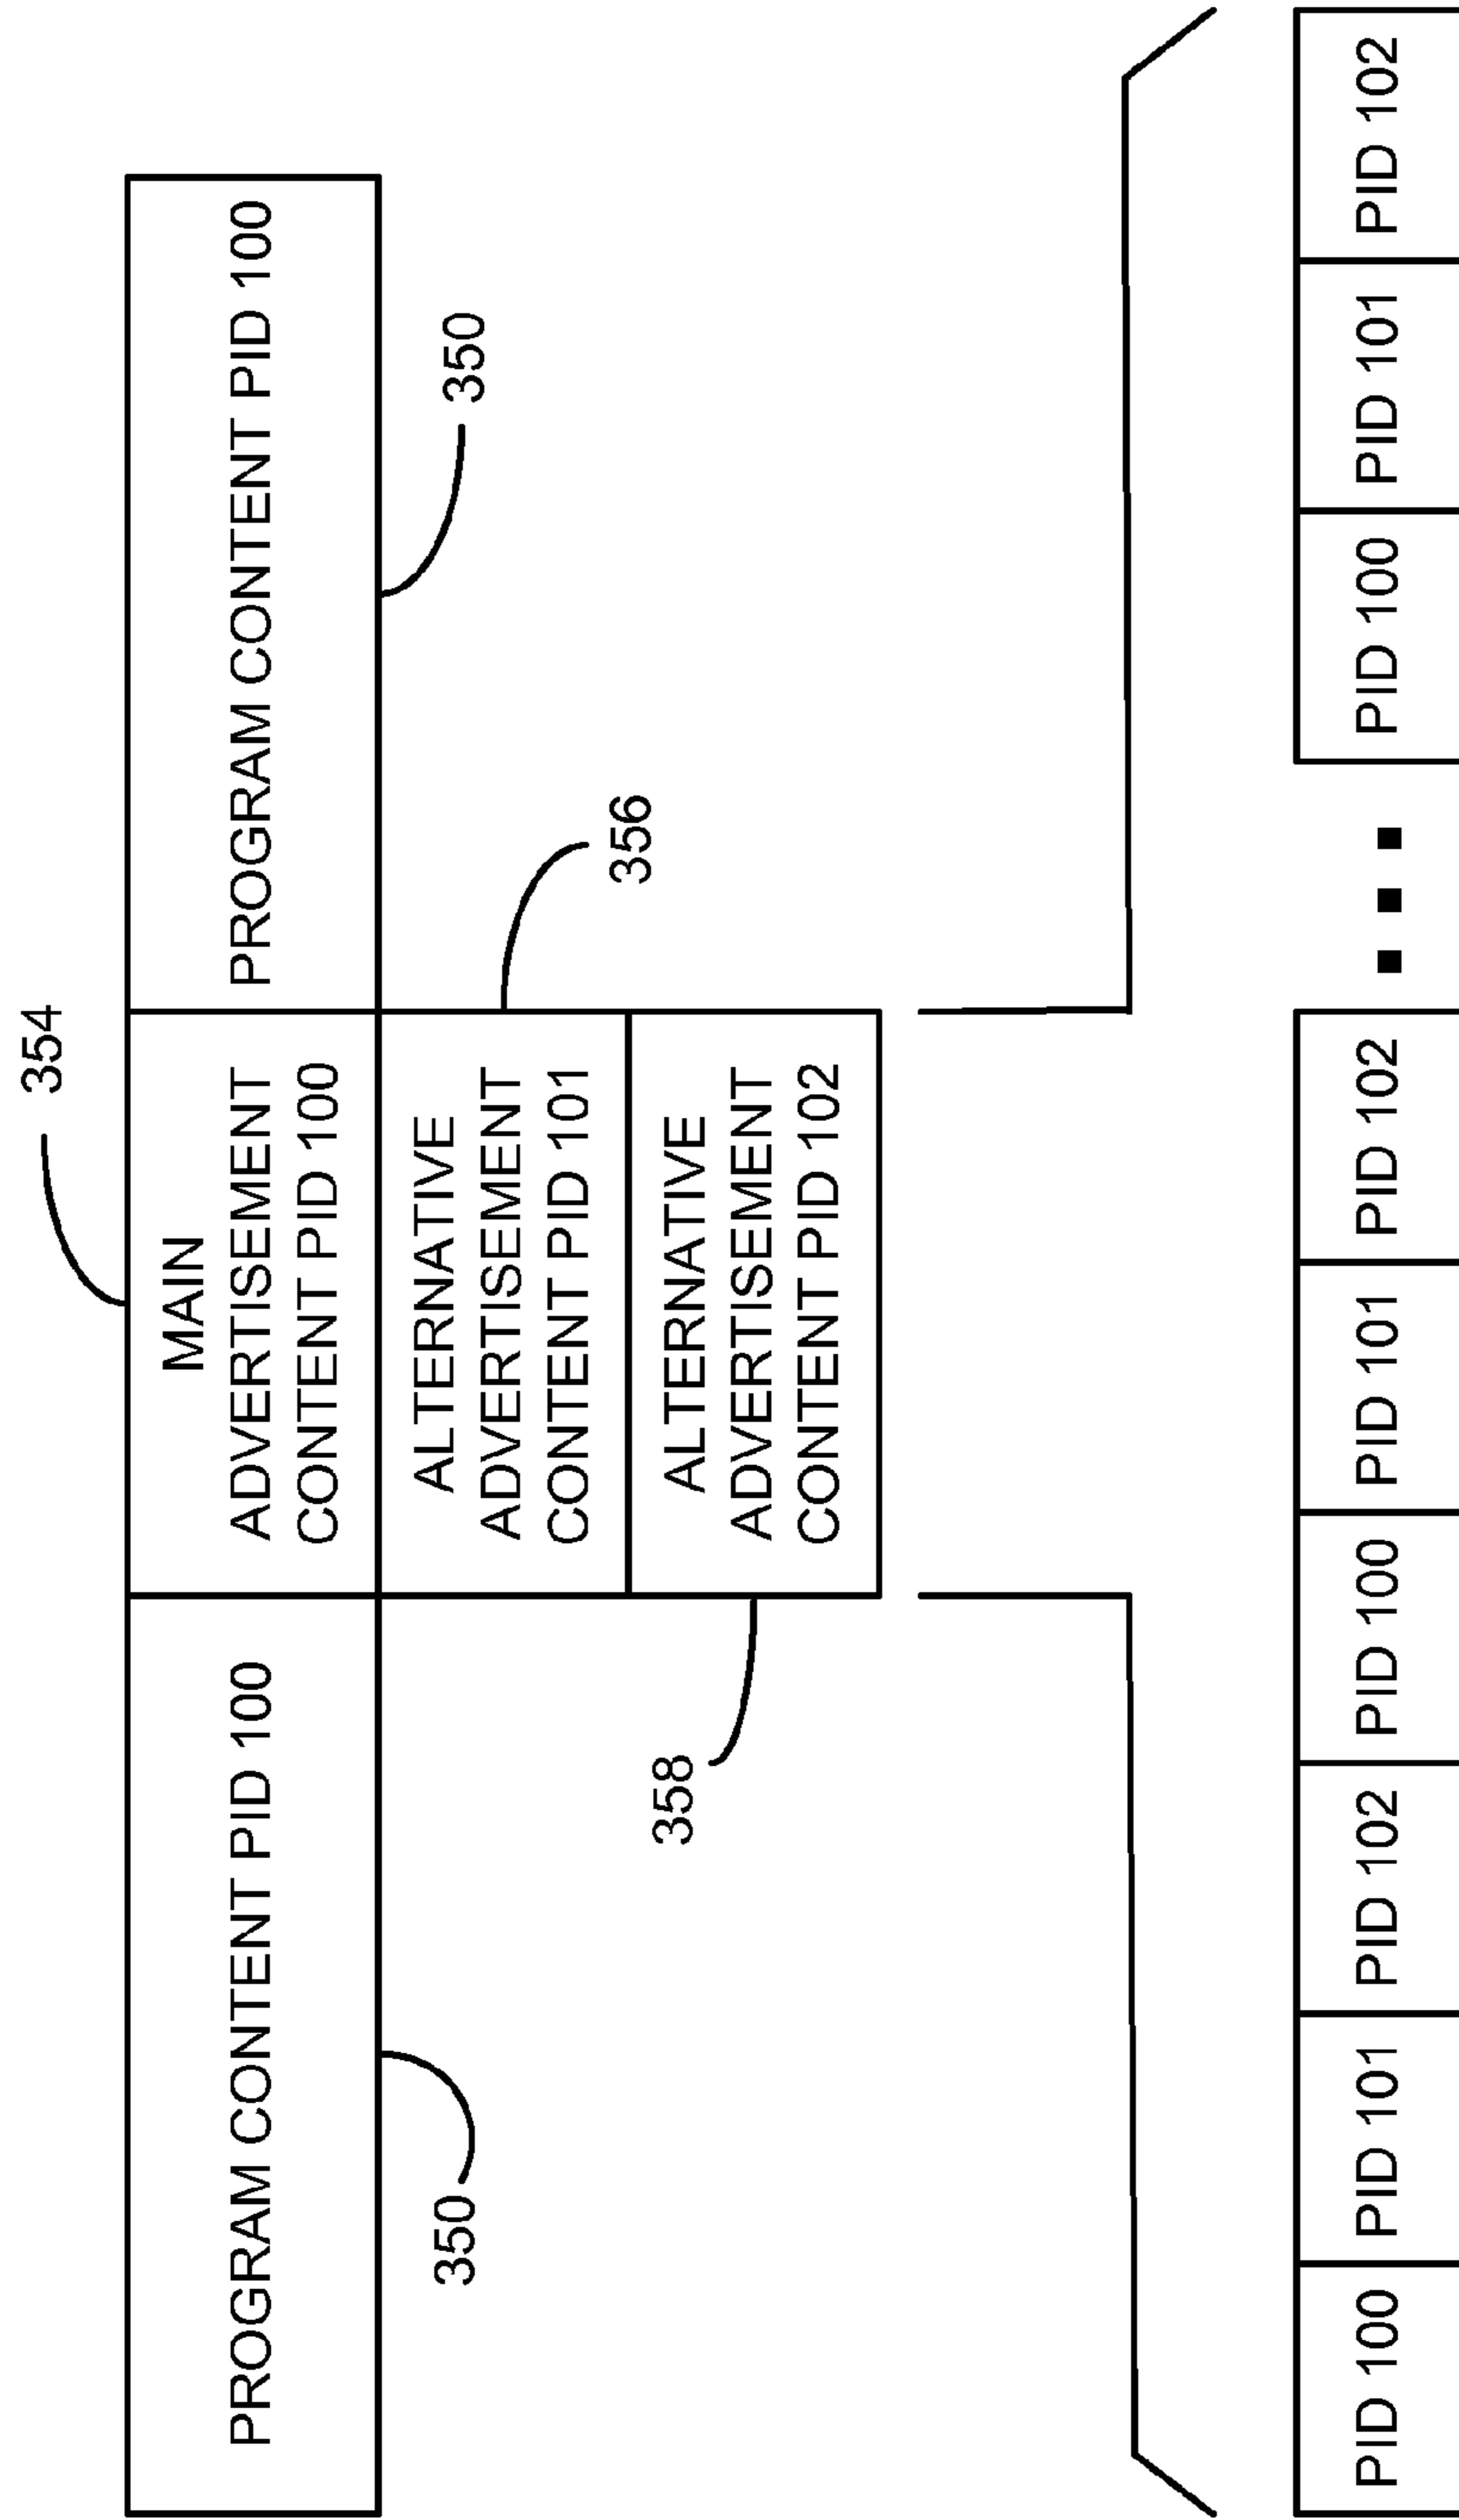 354
PROGRAM CONTENT PID 100
MAIN
ADVERTISEMENT
CONTENT PID 100
PROGRAM CONTENT PID 100
350
350
ALTERNATIVE
ADVERTISEMENT
CONTENT PID 101
356
358
ALTERNATIVE
ADVERTISEMENT
CONTENT PID 102
PID 100
PID 101
PID 102
PID 100
PID 101
PID 102
PID 100
PID 101
PID 102